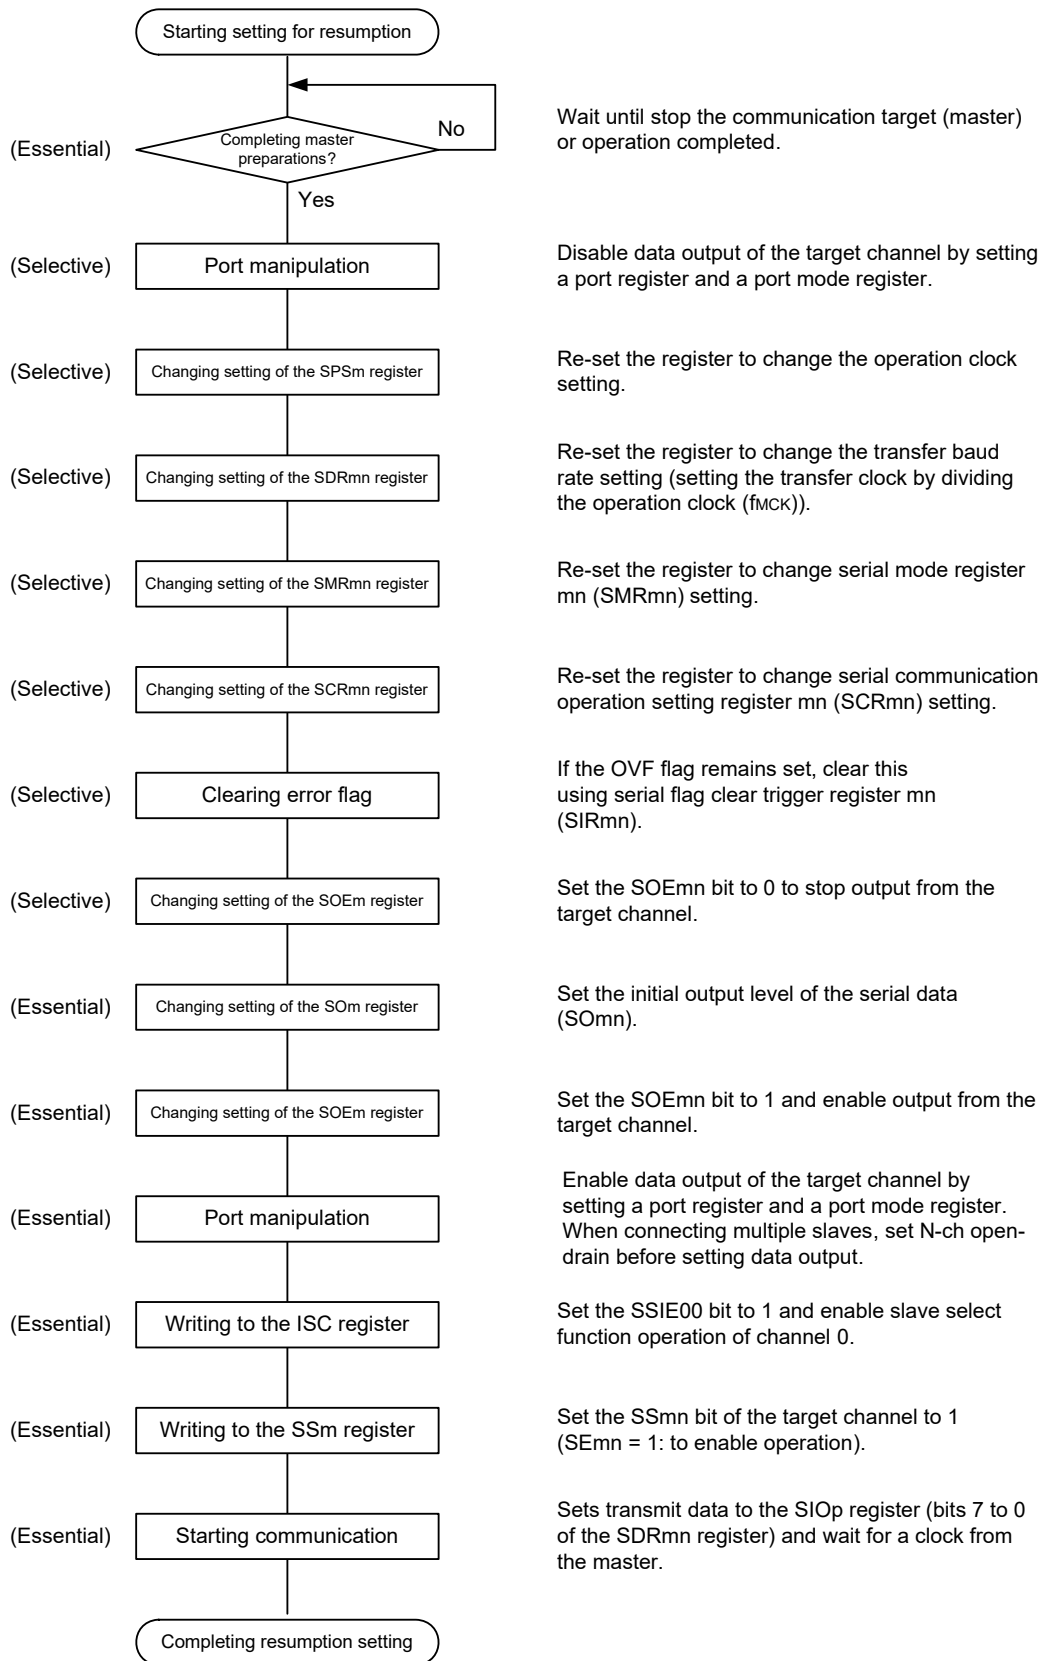 Starting setting for resumption
(Essential)
Completing master
preparations?
No
Yes
Wait until stop the communication target (master)
or operation completed.
(Selective)
Port manipulation
Disable data output of the target channel by setting
a port register and a port mode register.
(Selective)
Changing setting of the SPSm register
Re-set the register to change the operation clock
setting.
(Selective)
Changing setting of the SDRmn register
Re-set the register to change the transfer baud
rate setting (setting the transfer clock by dividing
the operation clock (fMCK)).
(Selective)
Changing setting of the SMRmn register
Re-set the register to change serial mode register
mn (SMRmn) setting.
(Selective)
Changing setting of the SCRmn register
Re-set the register to change serial communication
operation setting register mn (SCRmn) setting.
(Selective)
Clearing error flag
If the OVF flag remains set, clear this
using serial flag clear trigger register mn
(SIRmn).
(Selective)
Changing setting of the SOEm register
Set the SOEmn bit to 0 to stop output from the
target channel.
(Essential)
Changing setting of the SOm register
Set the initial output level of the serial data
(SOmn).
(Essential)
Changing setting of the SOEm register
Set the SOEmn bit to 1 and enable output from the
target channel.
(Essential)
Port manipulation
Enable data output of the target channel by
setting a port register and a port mode register.
When connecting multiple slaves, set N-ch open-
drain before setting data output.
(Essential)
Writing to the ISC register
Set the SSIE00 bit to 1 and enable slave select
function operation of channel 0.
(Essential)
Writing to the SSm register
Set the SSmn bit of the target channel to 1
(SEmn = 1: to enable operation).
(Essential)
Starting communication
Sets transmit data to the SIOp register (bits 7 to 0
of the SDRmn register) and wait for a clock from
the master.
Completing resumption setting